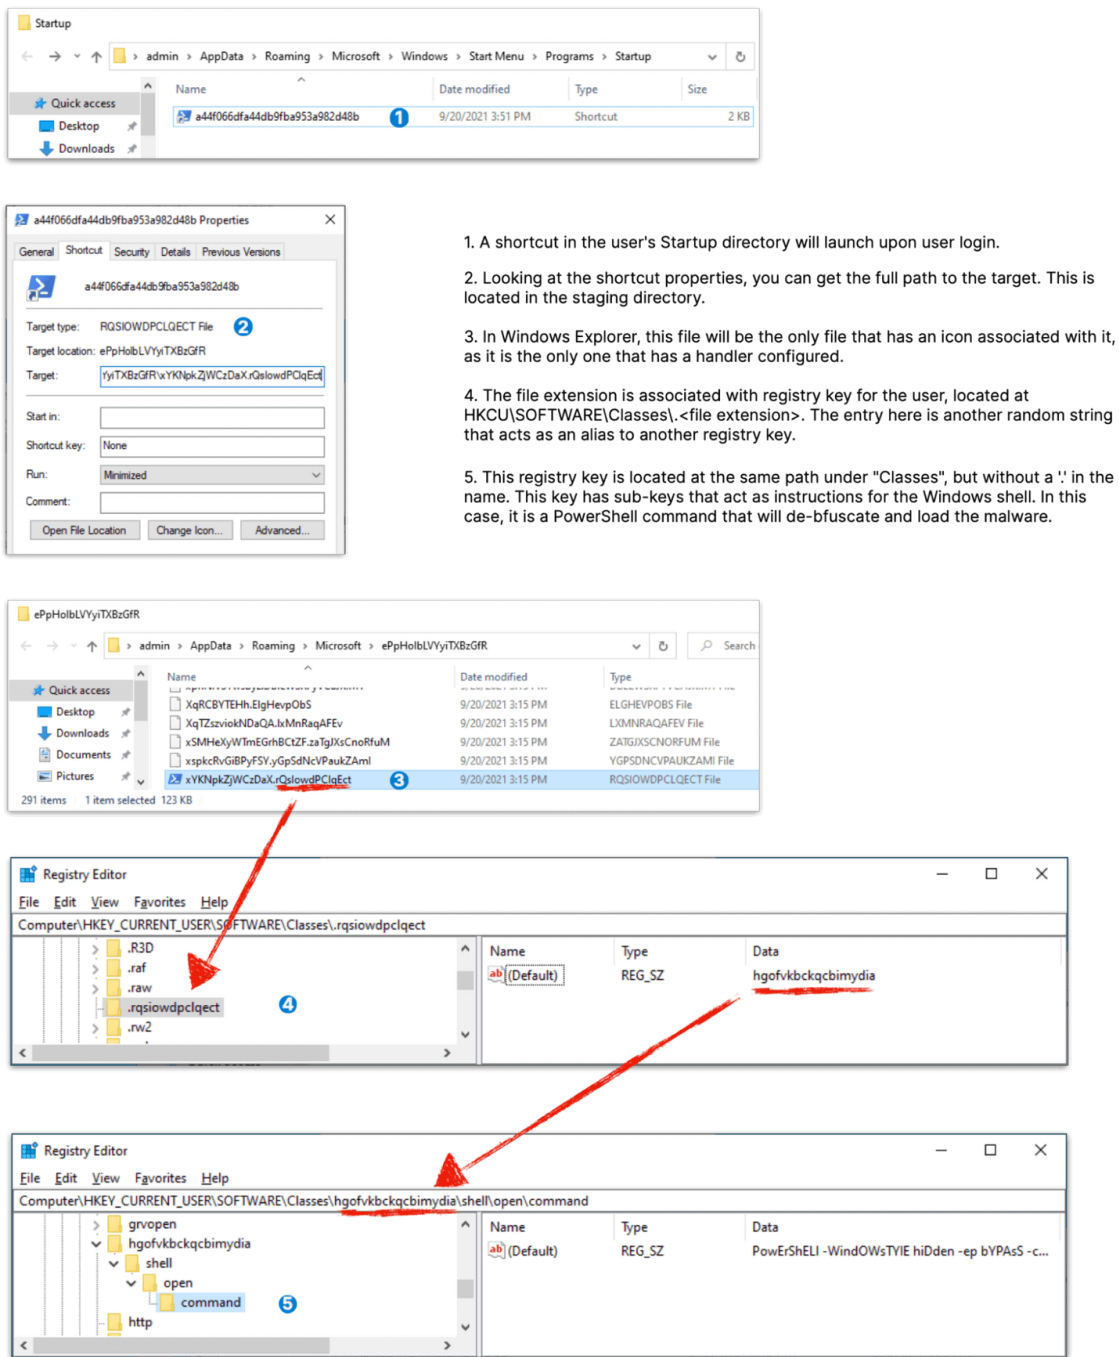 Startup
admin > AppData > Roaming > Microsoft > Windows > Start Menu > Programs > Startup
Name Date modified Type Size
Quick access
a44f066dfa44db9fba953a982d48b 1 9/20/2021 3:51 PM Shortcut 2 KB
Desktop
Downloads
a44f066dfa44db9fba953a982d48b Properties
General Shortcut Security Details Previous Versions
a44f066dfa44db9fba953a982d48b
Target type: RQSIOWDPCLQECT File 2
Target location: ePpHolbLVYyiTXBzGfR
Target: YyiTXBzGfR\xYKNpkZjWCzDaX.rQsIowdPClqEct
Start in:
Shortcut key: None
Run: Minimized
Comment:
Open File Location Change Icon... Advanced...
1. A shortcut in the user's Startup directory will launch upon user login.
2. Looking at the shortcut properties, you can get the full path to the target. This is
located in the staging directory.
3. In Windows Explorer, this file will be the only file that has an icon associated with it,
as it is the only one that has a handler configured.
4. The file extension is associated with registry key for the user, located at
HKCU\SOFTWARE\Classes\.<file extension>. The entry here is another random string
that acts as an alias to another registry key.
5. This registry key is located at the same path under "Classes", but without a '.' in the
name. This key has sub-keys that act as instructions for the Windows shell. In this
case, it is a PowerShell command that will de-bfuscate and load the malware.
ePpHolbLVYyiTXBzGfR
admin > AppData > Roaming > Microsoft > ePpHolbLVYyiTXBzGfR Search
Name Date modified Type
Quick access
Desktop
Downloads
Documents
Pictures
XqRCBYTEHh.ElgHevpObS 9/20/2021 3:15 PM ELGHEVPOBS File
XqTZszviokNDaQA.lxMnRaqAFEv 9/20/2021 3:15 PM LXMNRAQAFEV File
xSMHeXyWTmEGrhBCtZF.zaTgJXsCnoRfuM 9/20/2021 3:15 PM ZATGJXSCNORFUM File
xspkcRvGiBPyFSY.yGpSdNcVPaukZAmI 9/20/2021 3:15 PM YGPSDNCVPAUKZAMI File
xYKNpkZjWCzDaX.rQsIowdPClqEct 3 9/20/2021 3:15 PM RQSIOWDPCLQECT File
291 items 1 item selected 123 KB
Registry Editor
File Edit View Favorites Help
Computer\HKEY_CURRENT_USER\SOFTWARE\Classes\.rqsiowdpclqect
.R3D
.raf
.raw
.rqsiowdpclqect 4
.rw2
Name Type Data
(Default) REG_SZ hgofvkbckqcbimydia
Registry Editor
File Edit View Favorites Help
Computer\HKEY_CURRENT_USER\SOFTWARE\Classes\hgofvkbckqcbimydia\shell\open\command
grvopen
hgofvkbckqcbimydia
shell
open
command 5
http
Name Type Data
(Default) REG_SZ PowErShEll -WindOWsTYlE hiDden -ep bYPAsS -c...